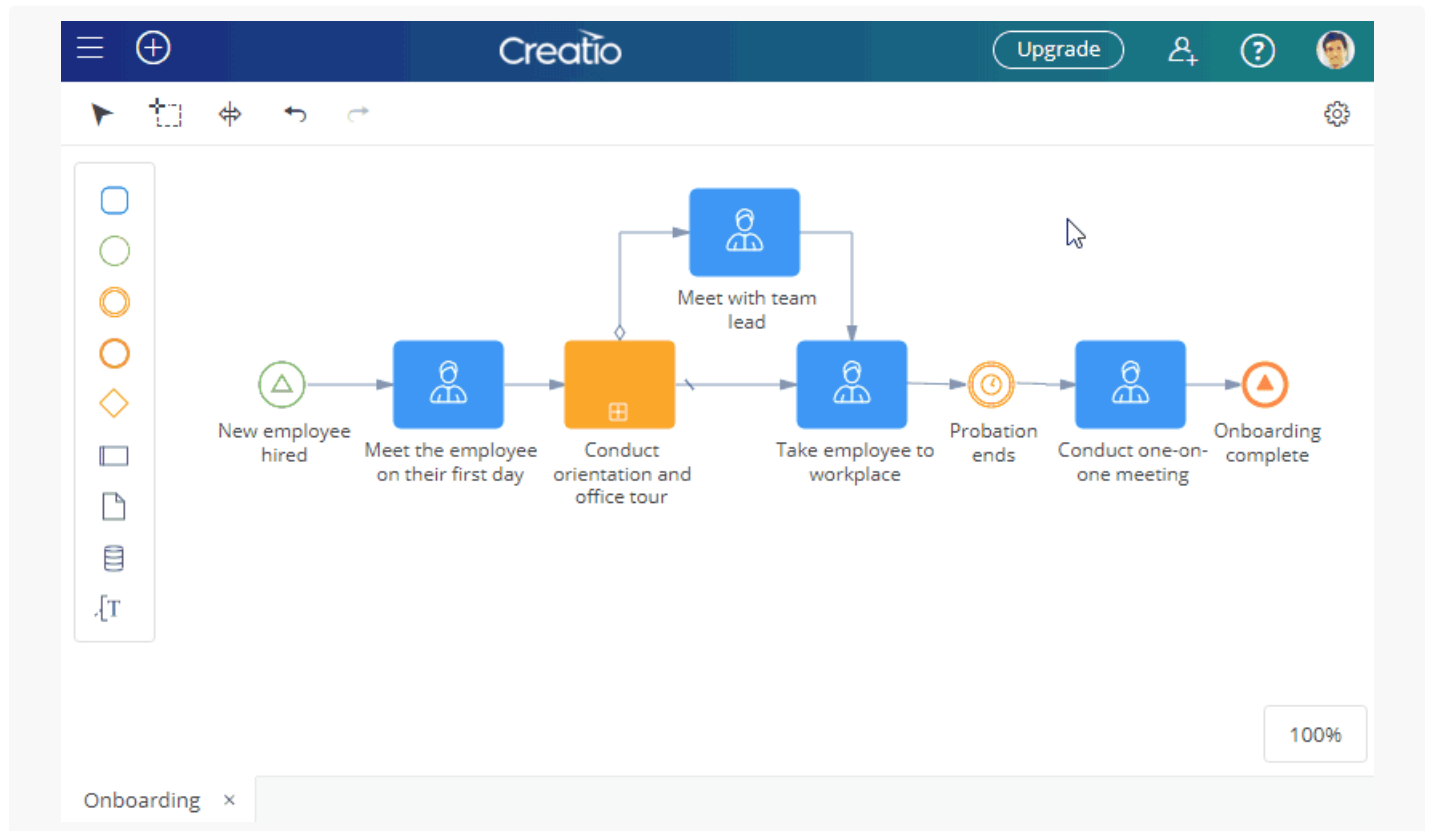 Creatio
Upgrade
T
Meet with team
lead
New employee
hired
Meet the employee
on their first day
Conduct
orientation and
office tour
Take employee to
workplace
Probation
ends
Conduct one-on-
one meeting
Onboarding
complete
100%
Onboarding ×